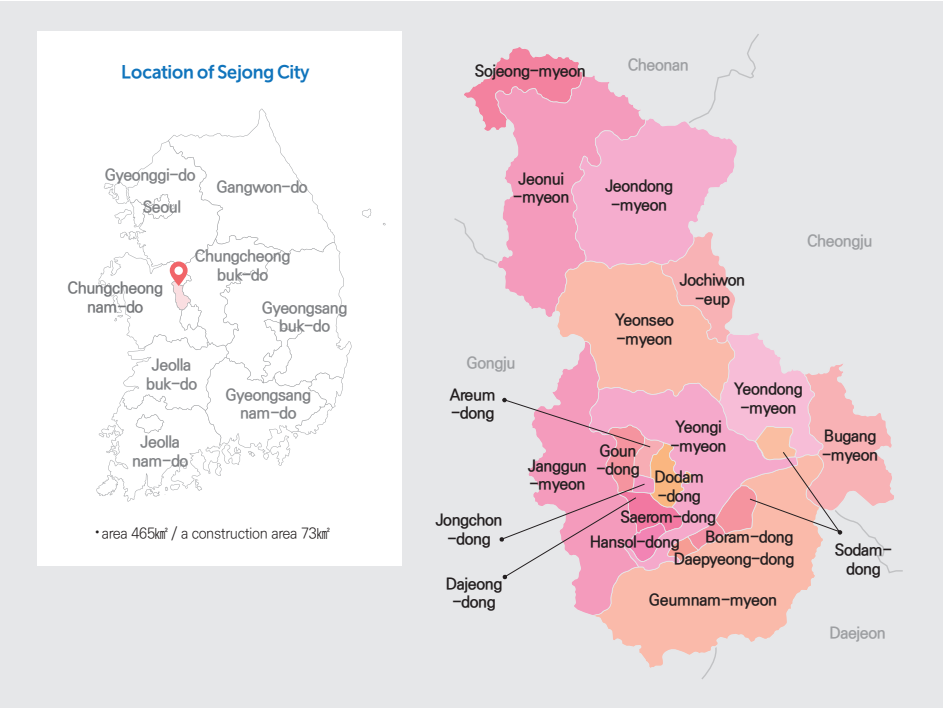 Location of Sejong City
Gyeonggi-do
Gangwon-do
Seoul
Chungcheong
buk-do
Chungcheong
nam-do
Gyeongsang
buk-do
Jeolla
buk-do
Gyeongsang
nam-do
Jeolla
nam-do
• area 465㎢ / a construction area 73㎢
Sojeong-myeon
Cheonan
Jeonui
-myeon
Jeondong
-myeon
Cheongju
Jochiwon
-eup
Yeonseo
-myeon
Gongju
Areum
-dong
Yeondong
-myeon
Yeongi
-myeon
Bugang
-myeon
Goun
-dong
Janggun
-myeon
Dodam
-dong
Jongchon
-dong
Saerom-dong
Hansol-dong
Boram-dong
Daepyeong-dong
Sodam-
dong
Dajeong
-dong
Geumnam-myeon
Daejeon